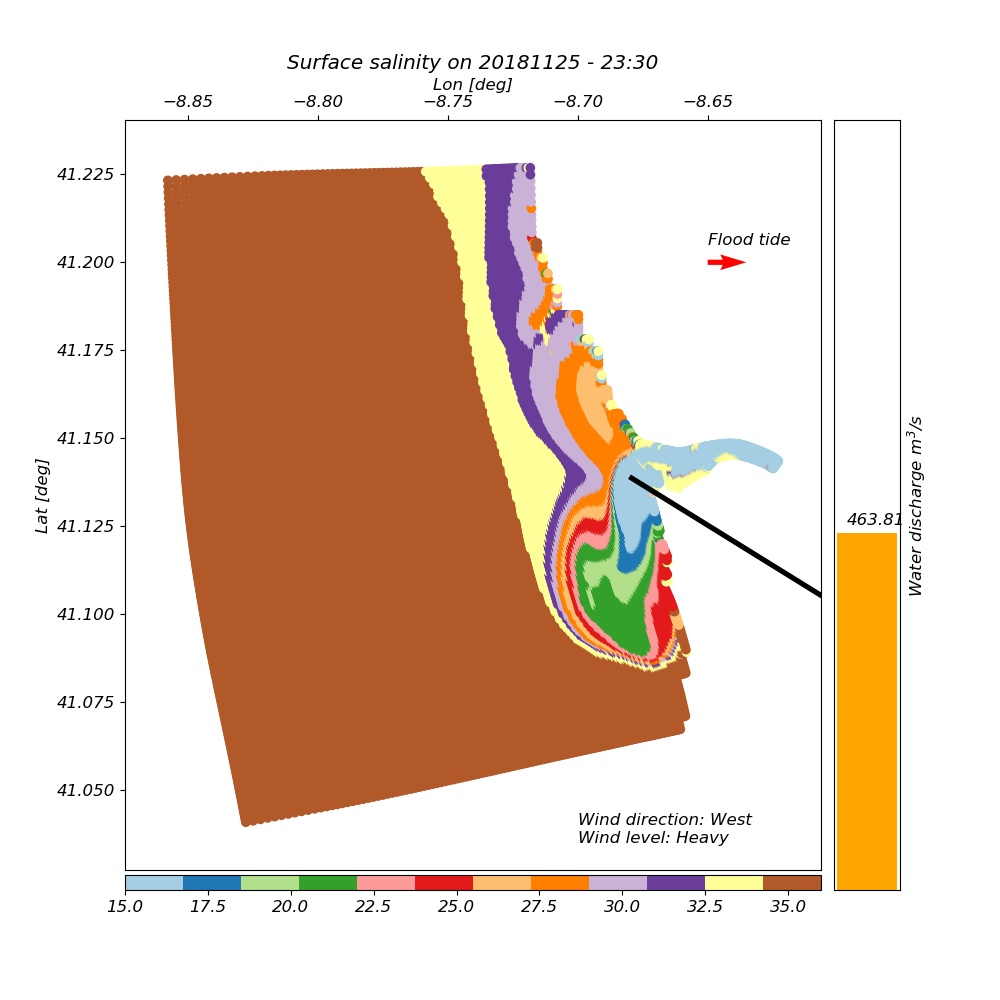 Surface salinity on 20181125 - 23:30
Lon [deg]
−8.85 −8.80 −8.75 −8.70 −8.65
41.225
41.200
41.175
41.150
41.125
41.100
41.075
41.050
Lat [deg]
Flood tide
Wind direction: West
Wind level: Heavy
463.81
Water discharge m³/s
15.0 17.5 20.0 22.5 25.0 27.5 30.0 32.5 35.0